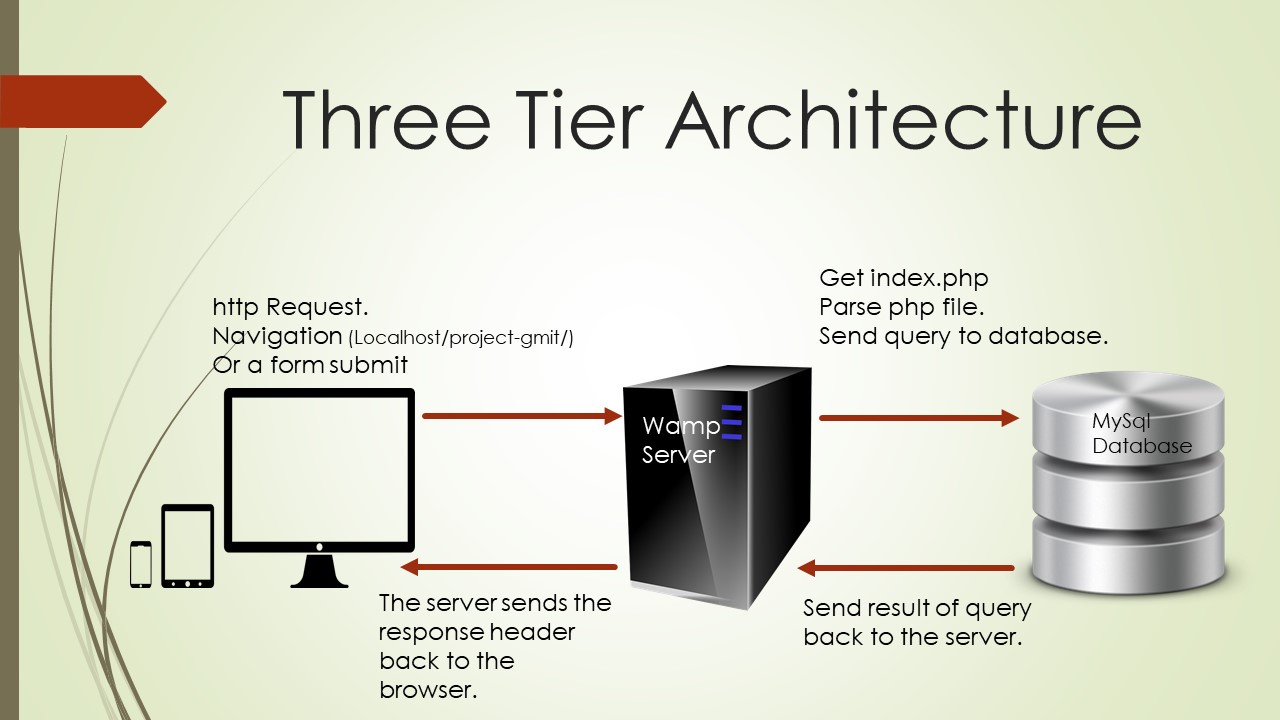 Three Tier Architecture
http Request.
Navigation (Localhost/project-gmit/)
Or a form submit
Get index.php
Parse php file.
Send query to database.
Wamp
Server
MySql
Database
The server sends the
response header
back to the
browser.
Send result of query
back to the server.